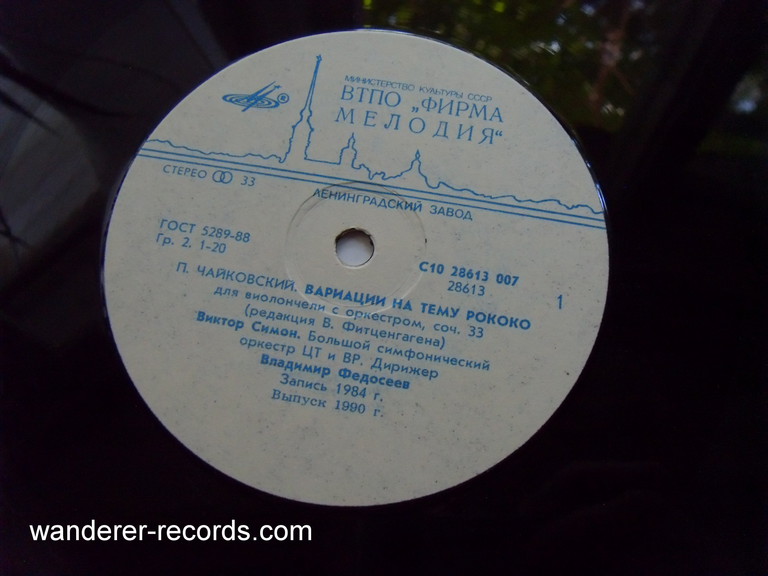 МИНИСТЕРСТВО КУЛЬТУРЫ СССР
ВТПО „ФИРМА
МЕЛОДИЯ“
®
СТЕРЕО 33
ЛЕНИНГРАДСКИЙ ЗАВОД
ГОСТ 5289-88
Гр. 2. 1-20
С10 28613 007
28613
1
П. ЧАЙКОВСКИЙ. ВАРИАЦИИ НА ТЕМУ РОКОКО
для виолончели с оркестром, соч. 33
(редакция В. Фитценгагена)
Виктор Симон. Большой симфонический
оркестр ЦТ и ВР. Дирижер
Владимир Федосеев
Запись 1984 г.
Выпуск 1990 г.
wanderer-records.com